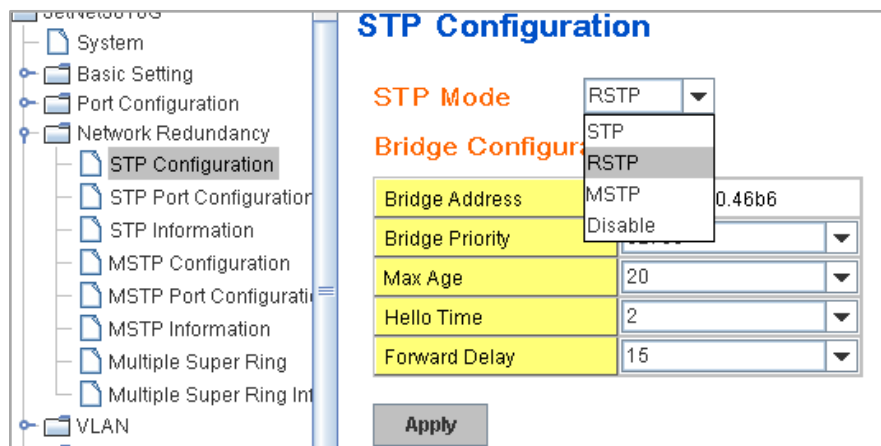 System
Basic Setting
Port Configuration
Network Redundancy
STP Configuration
STP Port Configuration
STP Information
MSTP Configuration
MSTP Port Configurati
MSTP Information
Multiple Super Ring
Multiple Super Ring Inf
VLAN
STP Configuration
STP Mode RSTP
STP
RSTP
MSTP
Disable
Bridge Configura
Bridge Address 0.46b6
Bridge Priority
Max Age 20
Hello Time 2
Forward Delay 15
Apply